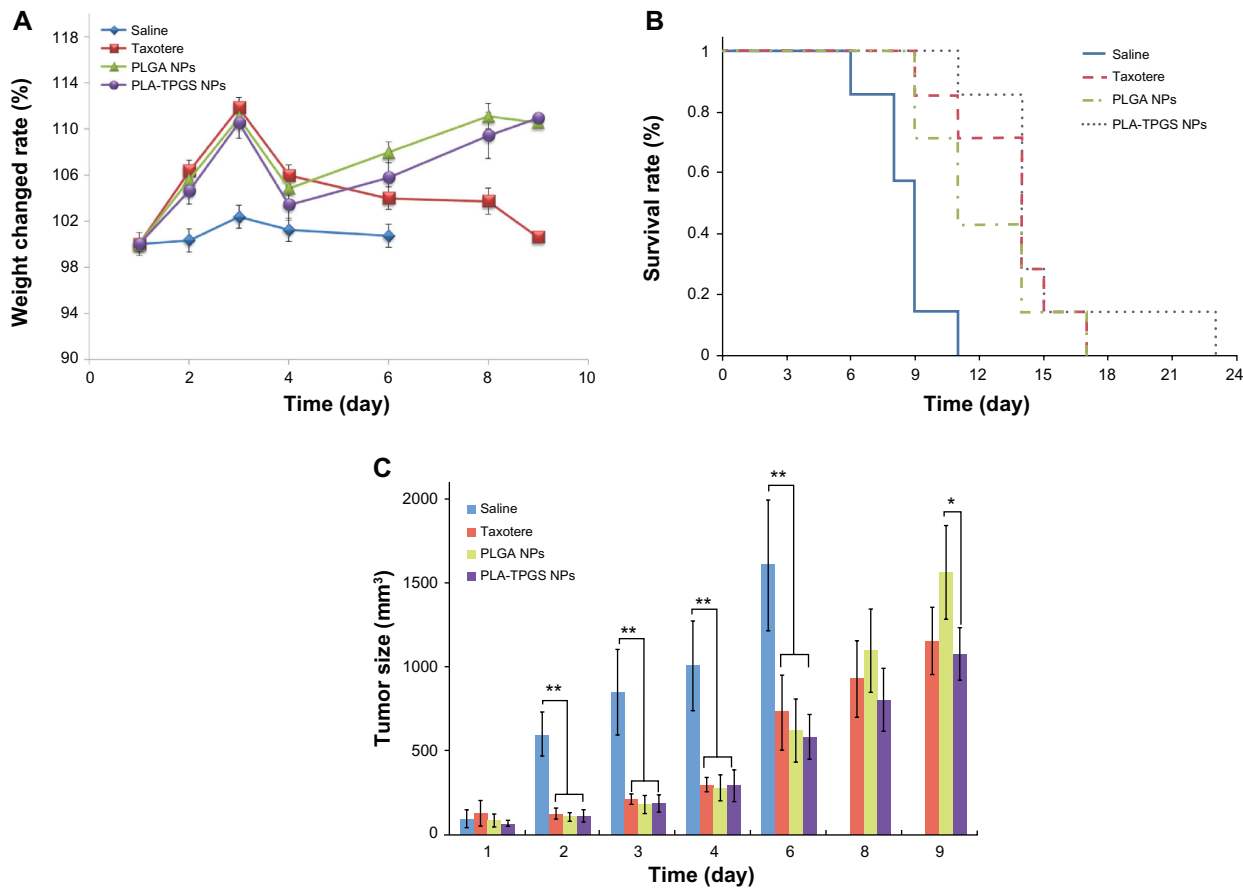 A
Saline
Taxotere
PLGA NPs
PLA-TPGS NPs
Weight changed rate (%)
118
114
110
106
102
98
94
90
0 2 4 6 8 10
Time (day)
B
Saline
Taxotere
PLGA NPs
PLA-TPGS NPs
Survival rate (%)
1
0.8
0.6
0.4
0.2
0
0 3 6 9 12 15 18 21 24
Time (day)
C
Saline
Taxotere
PLGA NPs
PLA-TPGS NPs
Tumor size (mm³)
2000
1500
1000
500
0
**
**
**
**
*
1 2 3 4 6 8 9
Time (day)